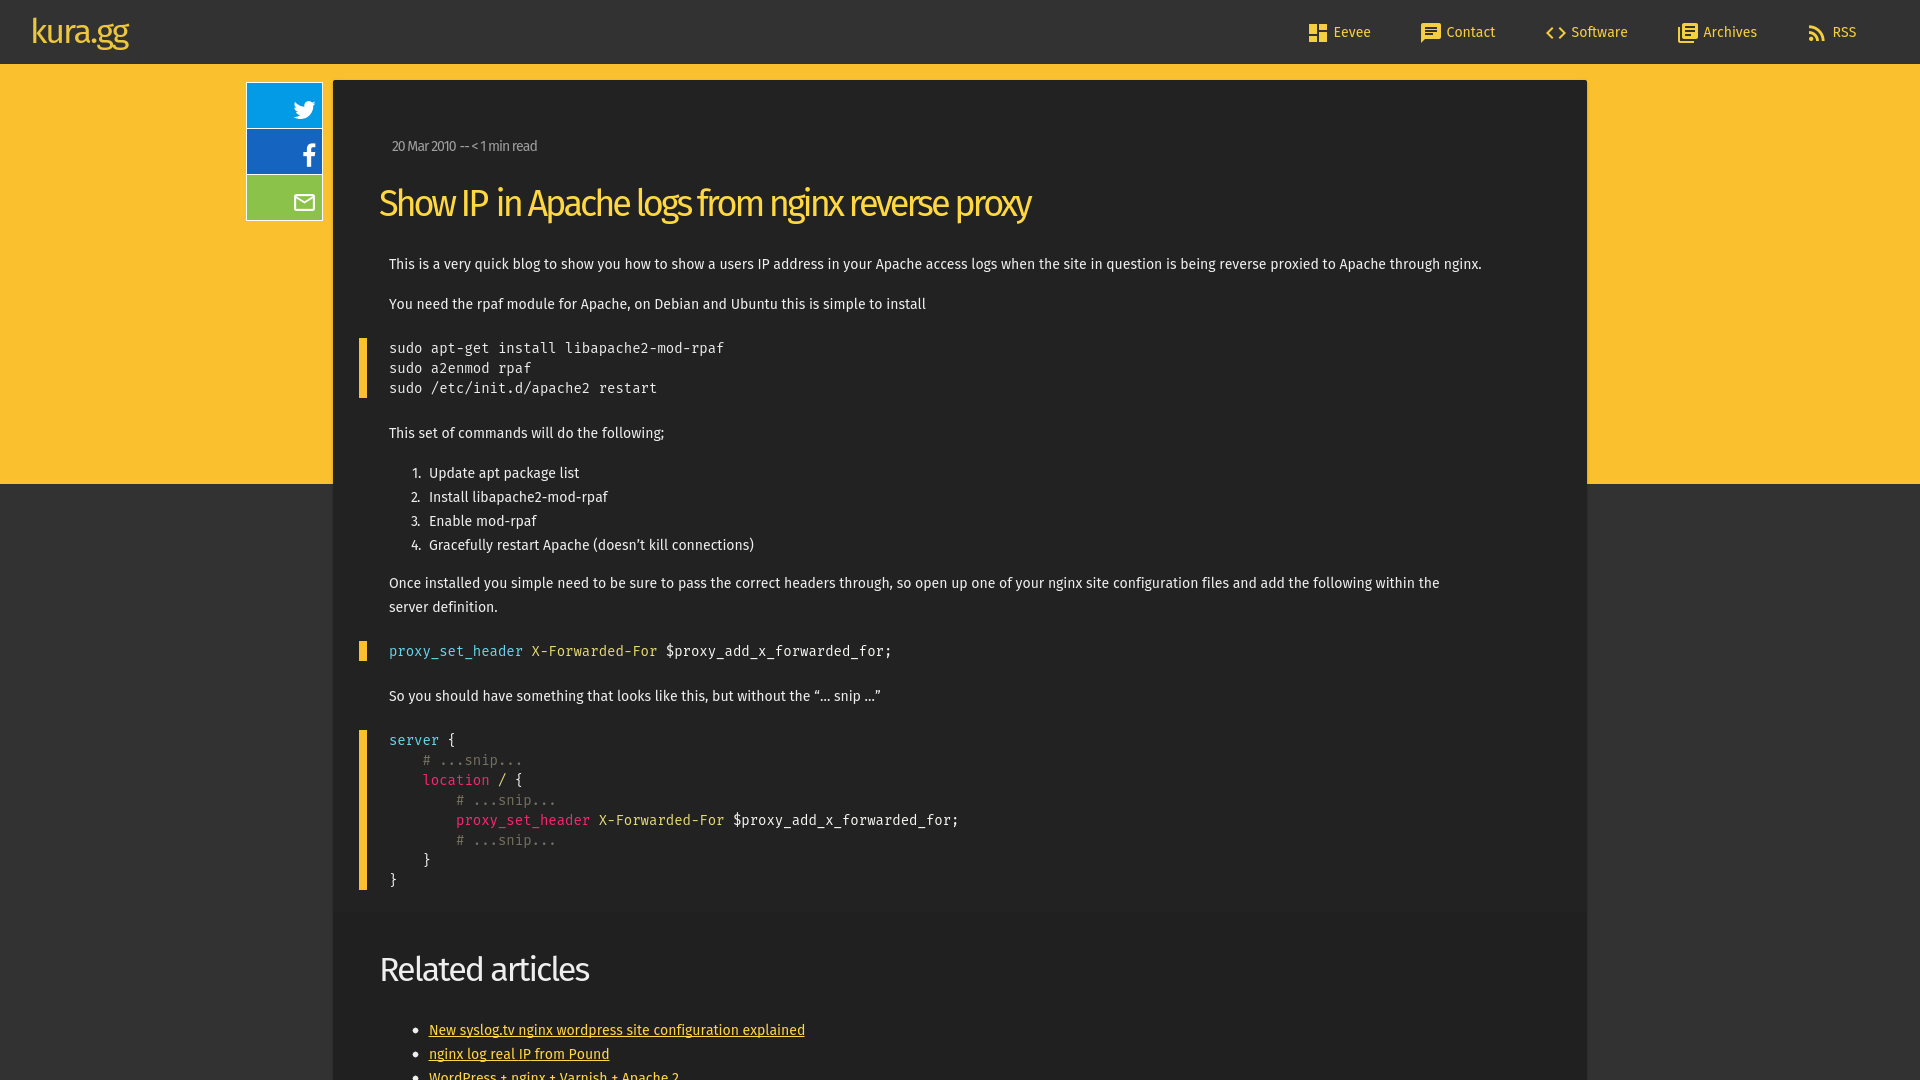 kura.gg
Eevee
Contact
Software
Archives
RSS
20 Mar 2010 -- < 1 min read
Show IP in Apache logs from nginx reverse proxy
This is a very quick blog to show you how to show a users IP address in your Apache access logs when the site in question is being reverse proxied to Apache through nginx.
You need the rpaf module for Apache, on Debian and Ubuntu this is simple to install
sudo apt-get install libapache2-mod-rpaf
sudo a2enmod rpaf
sudo /etc/init.d/apache2 restart
This set of commands will do the following;
1. Update apt package list
2. Install libapache2-mod-rpaf
3. Enable mod-rpaf
4. Gracefully restart Apache (doesn’t kill connections)
Once installed you simple need to be sure to pass the correct headers through, so open up one of your nginx site configuration files and add the following within the
server definition.
proxy_set_header X-Forwarded-For $proxy_add_x_forwarded_for;
So you should have something that looks like this, but without the “… snip …”
server {
# ...snip...
location / {
# ...snip...
proxy_set_header X-Forwarded-For $proxy_add_x_forwarded_for;
# ...snip...
}
}
Related articles
New syslog.tv nginx wordpress site configuration explained
nginx log real IP from Pound
WordPress + nginx + Varnish + Apache 2